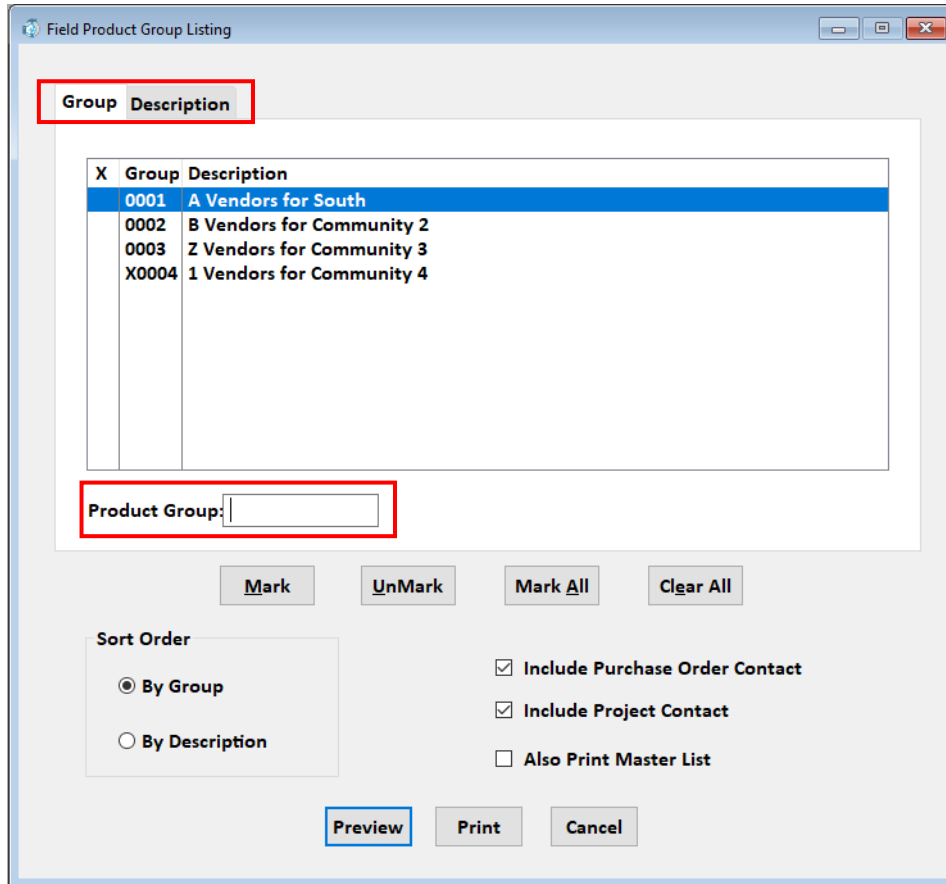 Field Product Group Listing
Group Description
X Group Description
0001 A Vendors for South
0002 B Vendors for Community 2
0003 Z Vendors for Community 3
X0004 1 Vendors for Community 4
Product Group:
Mark UnMark Mark All Clear All
Sort Order
By Group
By Description
Include Purchase Order Contact
Include Project Contact
Also Print Master List
Preview Print Cancel